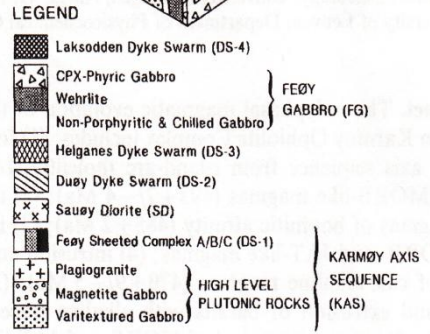 LEGEND
Laksodden Dyke Swarm (DS-4)
CPX-Phyric Gabbro
Wehrlite
Non-Porphyritic & Chilled Gabbro
FEØY
GABBRO (FG)
Helganes Dyke Swarm (DS-3)
Duøy Dyke Swarm (DS-2)
Sauøy Diorite (SD)
Feøy Sheeted Complex A/B/C (DS-1)
Plagiogranite
Magnetite Gabbro
Varitextured Gabbro
HIGH LEVEL
PLUTONIC ROCKS
KARMØY AXIS
SEQUENCE
(KAS)